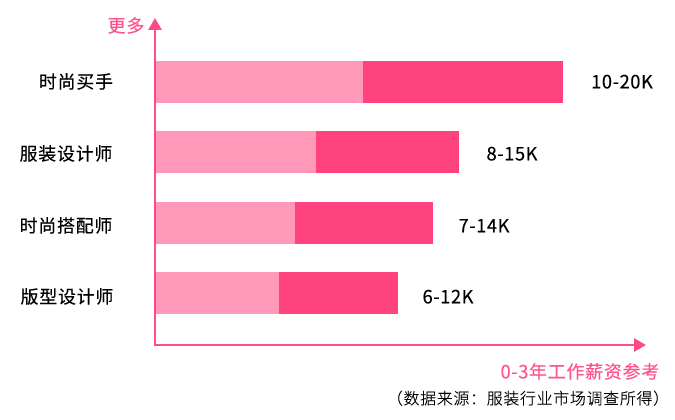 更多
时尚买手 10-20K
服装设计师 8-15K
时尚搭配师 7-14K
版型设计师 6-12K
0-3年工作薪资参考
（数据来源：服装行业市场调查所得）